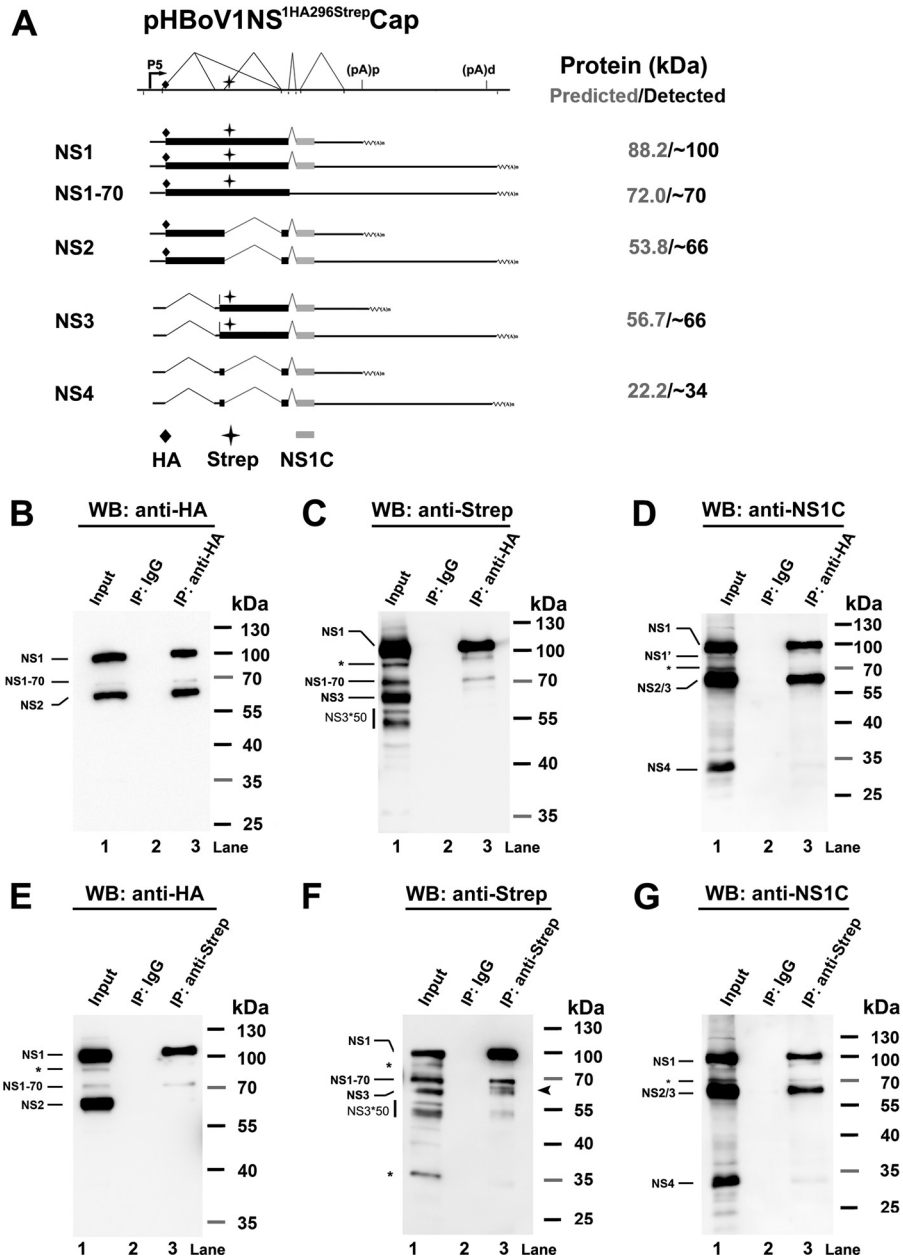 A
pHBoV1NS1HA296StrepCap
P5
(pA)p
(pA)d
Protein (kDa)
Predicted/Detected
NS1
(A)n
(A)n
88.2/~100
NS1-70
(A)n
72.0/~70
NS2
(A)n
(A)n
53.8/~66
NS3
(A)n
(A)n
56.7/~66
NS4
(A)n
(A)n
22.2/~34
HA
Strep
NS1C
B
WB: anti-HA
Input
IP: IgG
IP: anti-HA
kDa
130
100
70
55
40
35
25
NS1
NS1-70
NS2
1 2 3 Lane
C
WB: anti-Strep
Input
IP: IgG
IP: anti-HA
kDa
130
100
70
55
40
35
NS1
*
NS1-70
NS3
NS3*50
1 2 3 Lane
D
WB: anti-NS1C
Input
IP: IgG
IP: anti-HA
kDa
130
100
70
55
40
35
25
NS1
NS1'
*
NS2/3
NS4
1 2 3 Lane
E
WB: anti-HA
Input
IP: IgG
IP: anti-Strep
kDa
130
100
70
55
40
35
NS1
*
NS1-70
NS2
1 2 3 Lane
F
WB: anti-Strep
Input
IP: IgG
IP: anti-Strep
kDa
130
100
70
55
40
35
25
NS1
*
NS1-70
NS3
NS3*50
*
1 2 3 Lane
G
WB: anti-NS1C
Input
IP: IgG
IP: anti-Strep
kDa
130
100
70
55
40
35
25
NS1
*
NS2/3
NS4
1 2 3 Lane